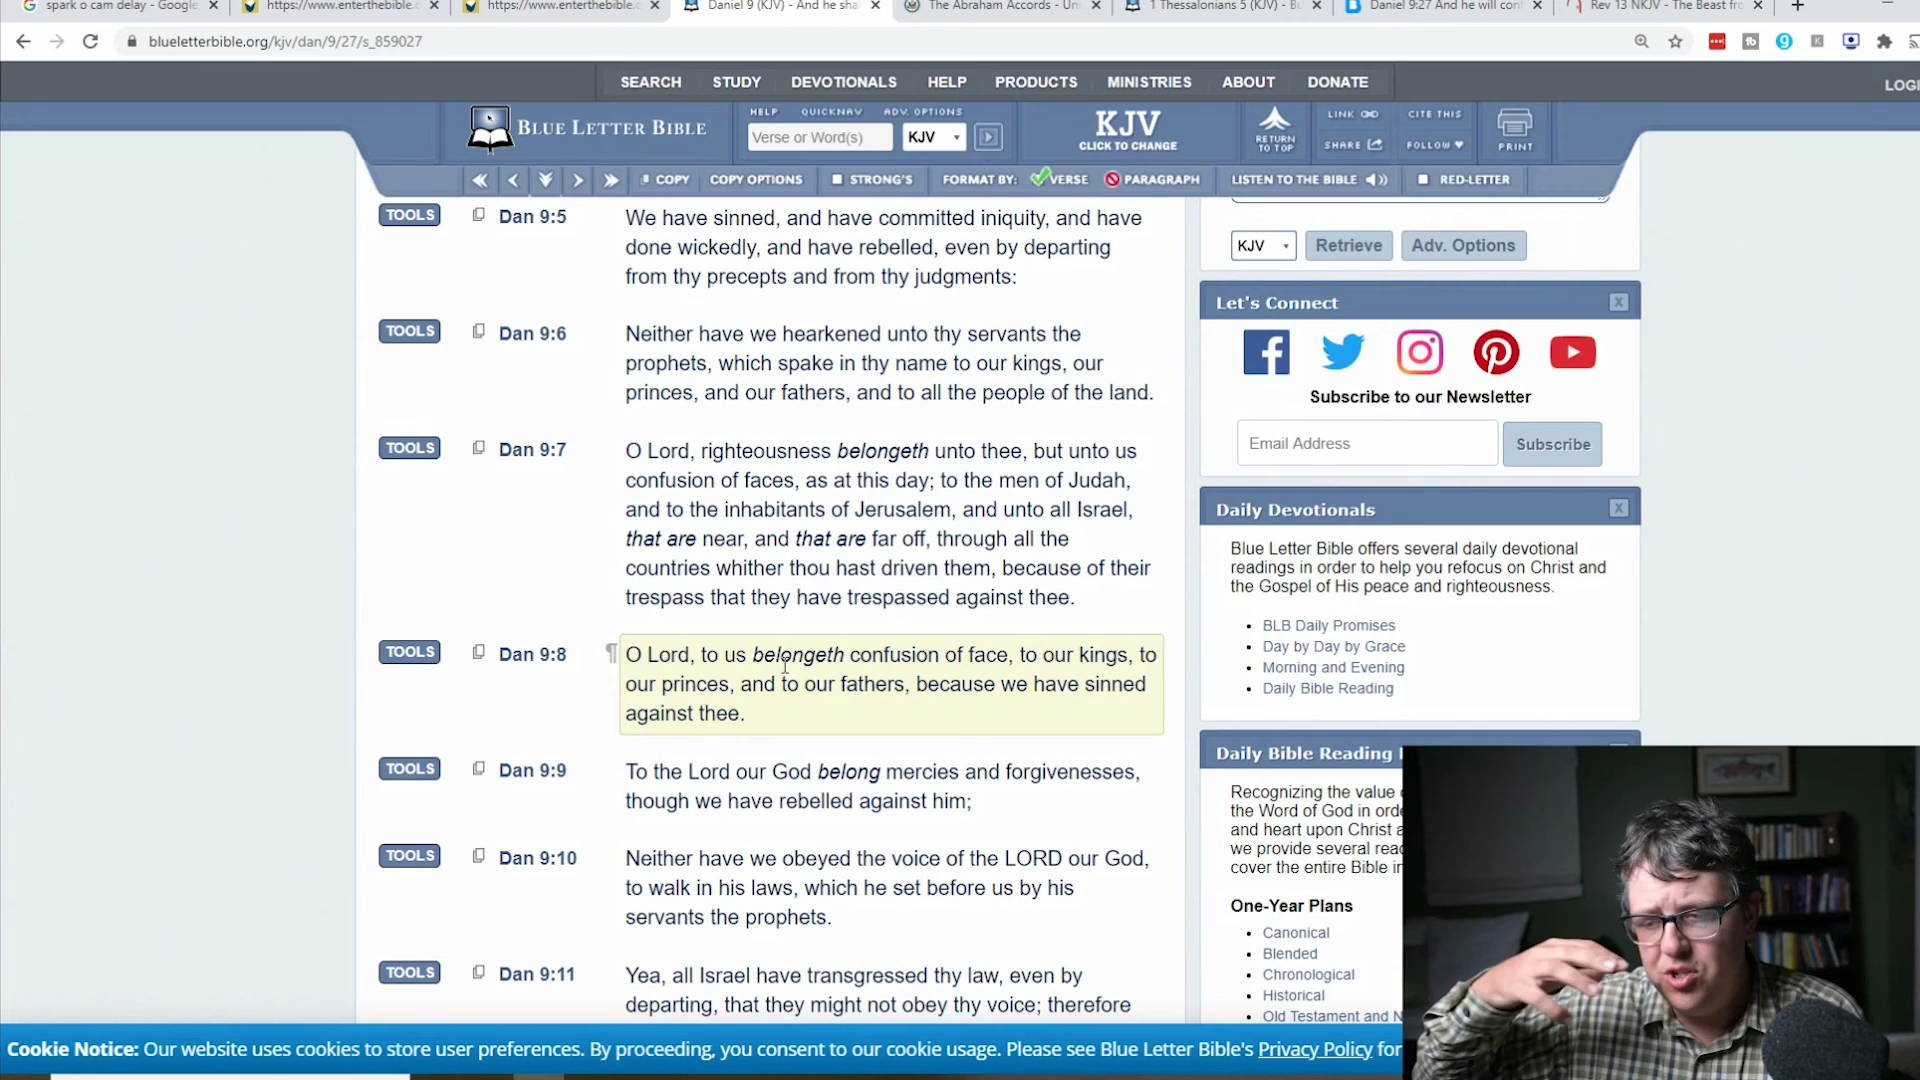 spark o cam delay - Google
https://www.enterthebible.
https://www.enterthebible.
Daniel 9 (KJV) - And he sha
The Abraham Accords - Un
1 Thessalonians 5 (KJV) - Bl
Daniel 9:27 And he will con
Rev 13 NKJV - The Beast fro
blueletterbible.org/kjv/dan/9/27/s_859027
SEARCH STUDY DEVOTIONALS HELP PRODUCTS MINISTRIES ABOUT DONATE
LOGI
BLUE LETTER BIBLE
HELP QUICKNAV ADV. OPTIONS
Verse or Word(s) KJV
KJV
CLICK TO CHANGE
RETURN
TO TOP
LINK CITE THIS
SHARE FOLLOW
PRINT
COPY COPY OPTIONS STRONG'S FORMAT BY: VERSE PARAGRAPH LISTEN TO THE BIBLE RED-LETTER
TOOLS Dan 9:5 We have sinned, and have committed iniquity, and have
done wickedly, and have rebelled, even by departing
from thy precepts and from thy judgments:
TOOLS Dan 9:6 Neither have we hearkened unto thy servants the
prophets, which spake in thy name to our kings, our
princes, and our fathers, and to all the people of the land.
TOOLS Dan 9:7 O Lord, righteousness belongeth unto thee, but unto us
confusion of faces, as at this day; to the men of Judah,
and to the inhabitants of Jerusalem, and unto all Israel,
that are near, and that are far off, through all the
countries whither thou hast driven them, because of their
trespass that they have trespassed against thee.
TOOLS Dan 9:8 ¶ O Lord, to us belongeth confusion of face, to our kings, to
our princes, and to our fathers, because we have sinned
against thee.
TOOLS Dan 9:9 To the Lord our God belong mercies and forgivenesses,
though we have rebelled against him;
TOOLS Dan 9:10 Neither have we obeyed the voice of the LORD our God,
to walk in his laws, which he set before us by his
servants the prophets.
TOOLS Dan 9:11 Yea, all Israel have transgressed thy law, even by
departing, that they might not obey thy voice; therefore
KJV Retrieve Adv. Options
Let's Connect X
Subscribe to our Newsletter
Email Address Subscribe
Daily Devotionals X
Blue Letter Bible offers several daily devotional
readings in order to help you refocus on Christ and
the Gospel of His peace and righteousness.
BLB Daily Promises
Day by Day by Grace
Morning and Evening
Daily Bible Reading
Daily Bible Reading
Recognizing the value
the Word of God in orde
and heart upon Christ a
we provide several read
cover the entire Bible in
One-Year Plans
Canonical
Blended
Chronological
Historical
Old Testament and N
Cookie Notice: Our website uses cookies to store user preferences. By proceeding, you consent to our cookie usage. Please see Blue Letter Bible's Privacy Policy for